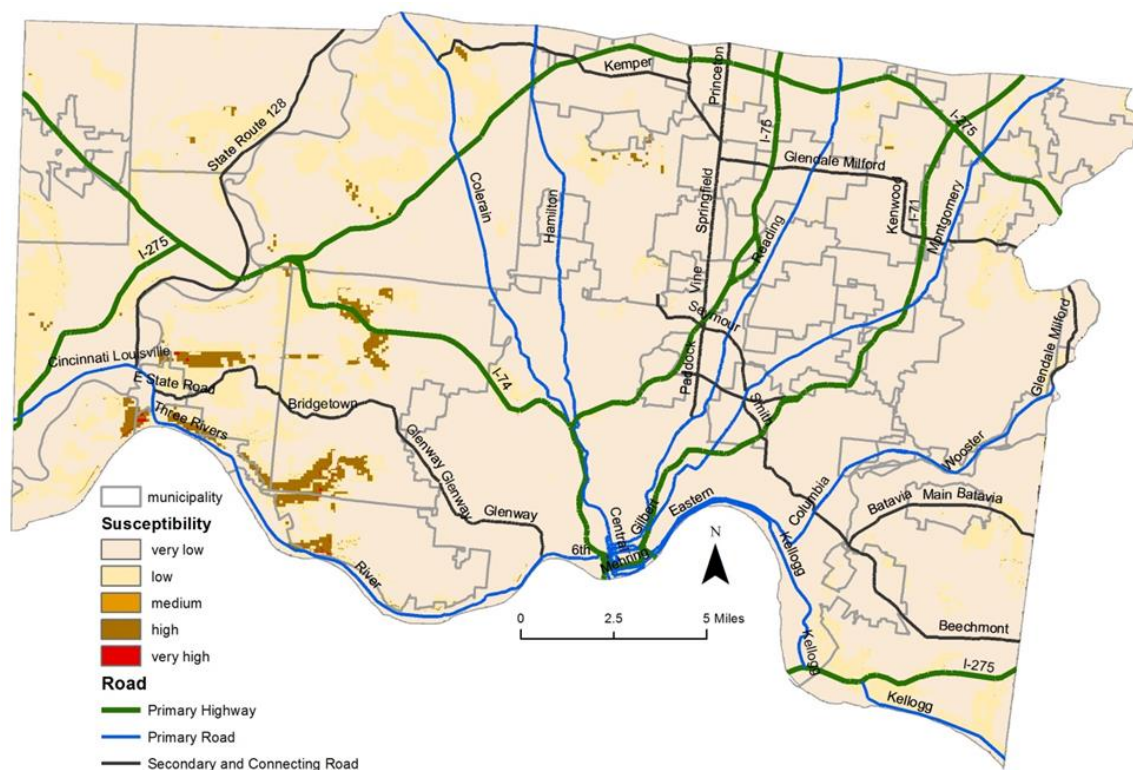 Kemper
Princeton
I-75
State Route 128
I-275
Glendale Milford
Colerain
Hamilton
Springfield
Kenwood
I-71
Montgomery
Reading
I-275
Vine
Seymour
Glendale Milford
Cincinnati Louisville
E State Road
I-74
Paddock
Bridgetown
Three Rivers
Smith
Glenway Glenway
Wooster
Columbia
Batavia
Main Batavia
Glenway
Eastern
Gilbert
Central
6th
Mehring
Kellogg
River
N
0 2.5 5 Miles
Beechmont
Kellogg
I-275
Kellogg
municipality
Susceptibility
very low
low
medium
high
very high
Road
Primary Highway
Primary Road
Secondary and Connecting Road